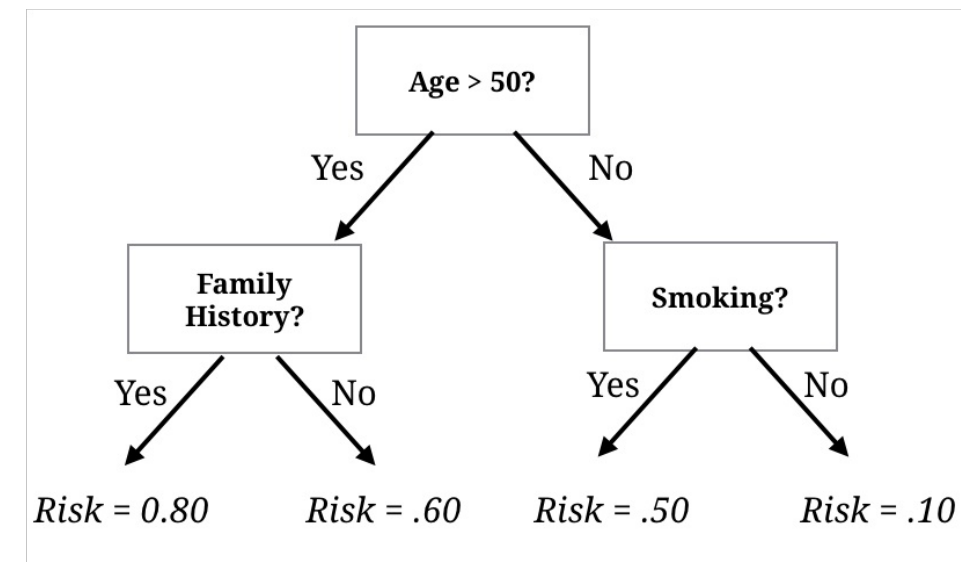 Age > 50?
Yes
No
Family
History?
Smoking?
Yes
No
Yes
No
Risk = 0.80
Risk = .60
Risk = .50
Risk = .10